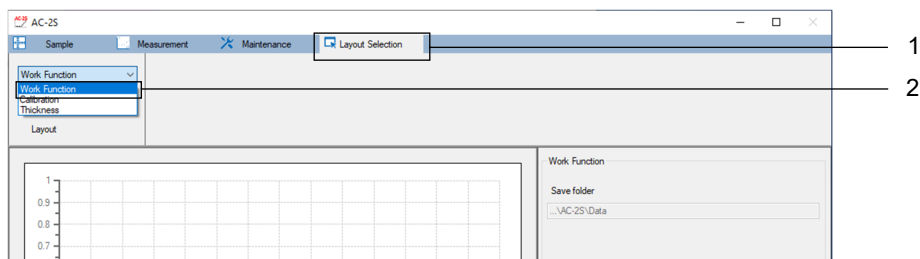 AC-2S AC-2S
Sample Measurement Maintenance Layout Selection 1
Work Function
Work Function 2
Calibration
Thickness
Layout
Work Function
Save folder
...\AC-2S\Data
1
0.9
0.8
0.7